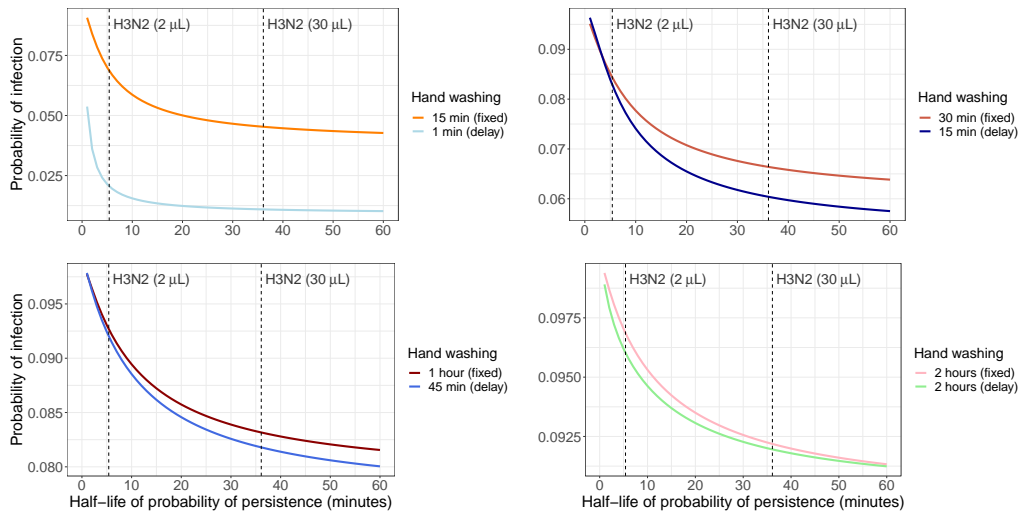 H3N2 (2 μL) H3N2 (30 μL)
Probability of infection
0.075
0.050
0.025
0 10 20 30 40 50 60
Hand washing
15 min (fixed)
1 min (delay)
H3N2 (2 μL) H3N2 (30 μL)
0.09
0.08
0.07
0.06
0 10 20 30 40 50 60
Hand washing
30 min (fixed)
15 min (delay)
H3N2 (2 μL) H3N2 (30 μL)
Probability of infection
0.095
0.090
0.085
0.080
0 10 20 30 40 50 60
Half−life of probability of persistence (minutes)
Hand washing
1 hour (fixed)
45 min (delay)
H3N2 (2 μL) H3N2 (30 μL)
0.0975
0.0950
0.0925
0 10 20 30 40 50 60
Half−life of probability of persistence (minutes)
Hand washing
2 hours (fixed)
2 hours (delay)